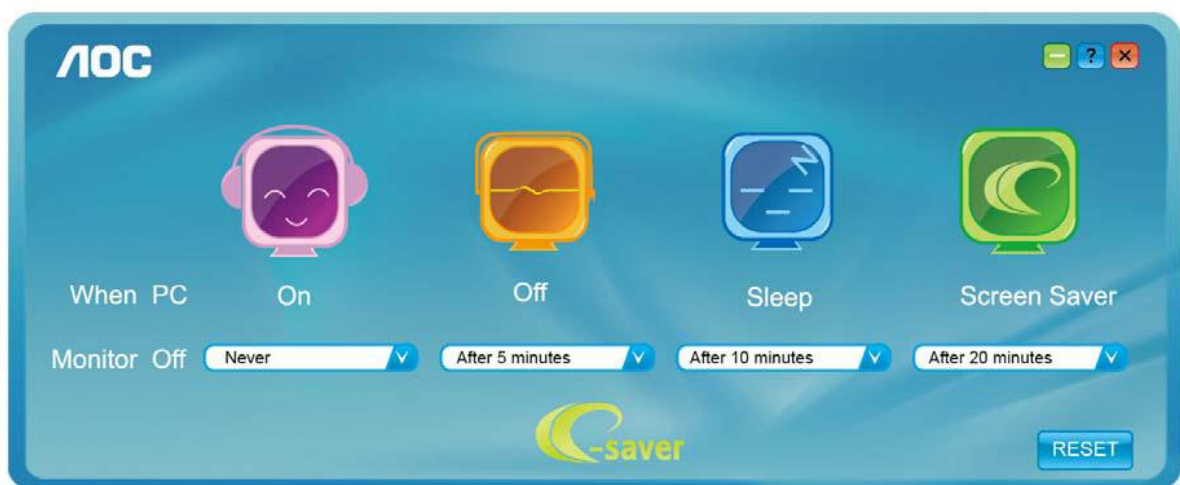 AOC
?
When PC On Off Sleep Screen Saver
Monitor Off Never After 5 minutes After 10 minutes After 20 minutes
e-saver
RESET